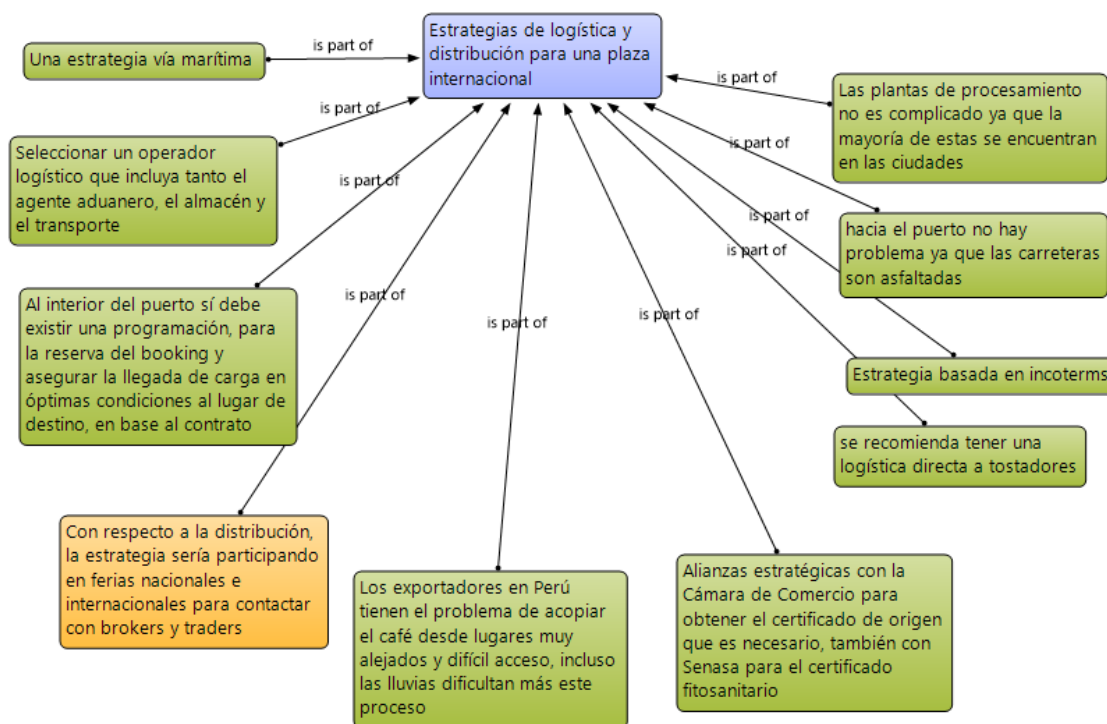 Estrategias de logística y
distribución para una plaza
internacional
Una estrategia vía marítima
is part of
is part of
Las plantas de procesamiento
no es complicado ya que la
mayoría de estas se encuentran
en las ciudades
is part of
Seleccionar un operador
logístico que incluya tanto el
agente aduanero, el almacén y
el transporte
is part of
hacia el puerto no hay
problema ya que las carreteras
son asfaltadas
is part of
Al interior del puerto sí debe
existir una programación, para
la reserva del booking y
asegurar la llegada de carga en
óptimas condiciones al lugar de
destino, en base al contrato
is part of
Estrategia basada en incoterms
is part of
se recomienda tener una
logística directa a tostadores
is part of
Con respecto a la distribución,
la estrategia sería participando
en ferias nacionales e
internacionales para contactar
con brokers y traders
is part of
Los exportadores en Perú
tienen el problema de acopiar
el café desde lugares muy
alejados y difícil acceso, incluso
las lluvias dificultan más este
proceso
is part of
Alianzas estratégicas con la
Cámara de Comercio para
obtener el certificado de origen
que es necesario, también con
Senasa para el certificado
fitosanitario